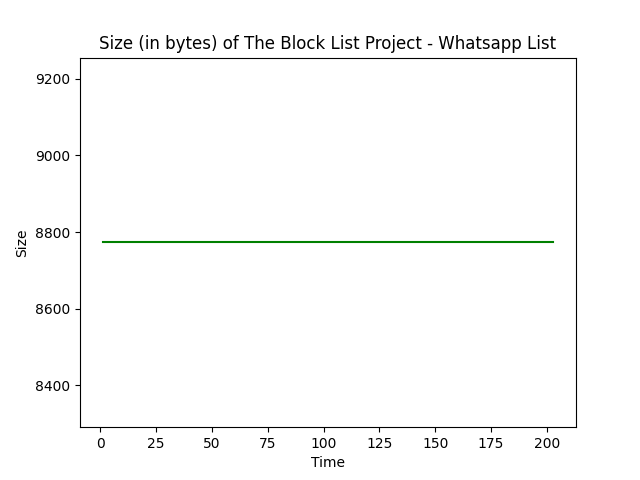 Size (in bytes) of The Block List Project - Whatsapp List
9200
9000
8800
8600
8400
Size
0 25 50 75 100 125 150 175 200
Time